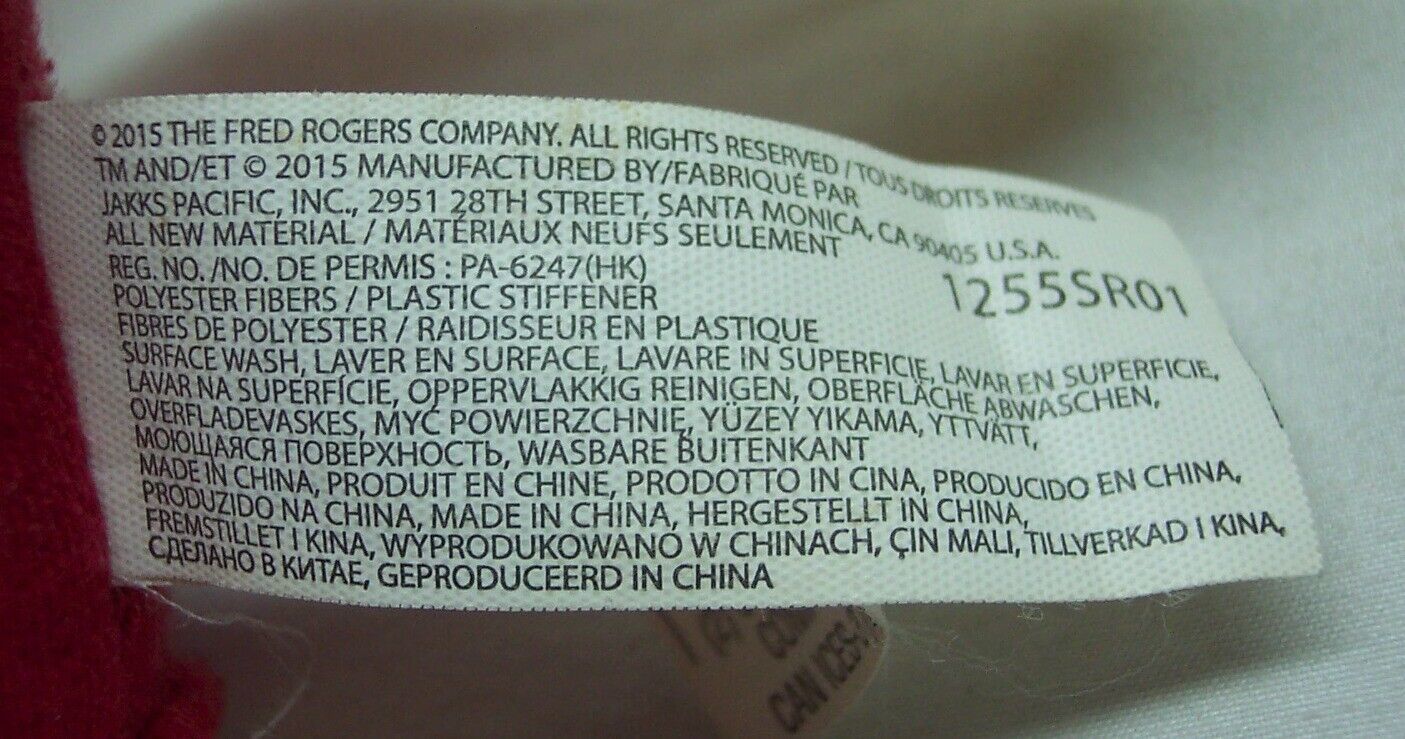 © 2015 THE FRED ROGERS COMPANY. ALL RIGHTS RESERVED / TOUS DROITS RESERVES
TM AND/ET © 2015 MANUFACTURED BY/FABRIQUÉ PAR
JAKKS PACIFIC, INC., 2951 28TH STREET, SANTA MONICA, CA 90405 U.S.A.
ALL NEW MATERIAL / MATÉRIAUX NEUFS SEULEMENT
REG. NO. /NO. DE PERMIS : PA-6247(HK)
1255SR01
POLYESTER FIBERS / PLASTIC STIFFENER
FIBRES DE POLYESTER / RAIDISSEUR EN PLASTIQUE
SURFACE WASH, LAVER EN SURFACE, LAVARE IN SUPERFICIE, LAVAR EN SUPERFICIE,
LAVAR NA SUPERFÍCIE, OPPERVLAKKIG REINIGEN, OBERFLÄCHE ABWASCHEN,
OVERFLADEVASKES, MYĆ POWIERZCHNIĘ, YÜZEY YIKAMA, YTTVÄTT,
МОЮЩАЯСЯ ПОВЕРХНОСТЬ, WASBARE BUITENKANT
MADE IN CHINA, PRODUIT EN CHINE, PRODOTTO IN CINA, PRODUCIDO EN CHINA,
PRODUZIDO NA CHINA, MADE IN CHINA, HERGESTELLT IN CHINA,
FREMSTILLET I KINA, WYPRODUKOWANO W CHINACH, ÇIN MALI, TILLVERKAD I KINA,
СДЕЛАНО В КИТАЕ, GEPRODUCEERD IN CHINA
CAN ICES-